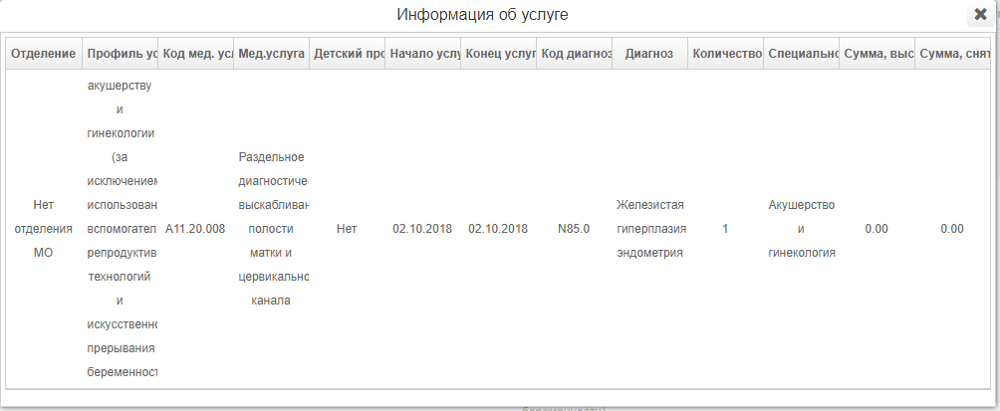 Информация об услуге
Отделение Профиль ус Код мед. усл Мед.услуга Детский про Начало услу Конец услуг Код диагноз Диагноз Количество Специально Сумма, выс Сумма, снят
Нет
отделения
МО
акушерству
и
гинекологии
(за
исключением
использован
вспомогател
репродуктив
технологий
и
искусственно
прерывания
беременност
A11.20.008
Раздельное
диагностичес
выскабливан
полости
матки и
цервикально
канала
Нет
02.10.2018
02.10.2018
N85.0
Железистая
гиперплазия
эндометрия
1
Акушерство
и
гинекология
0.00
0.00